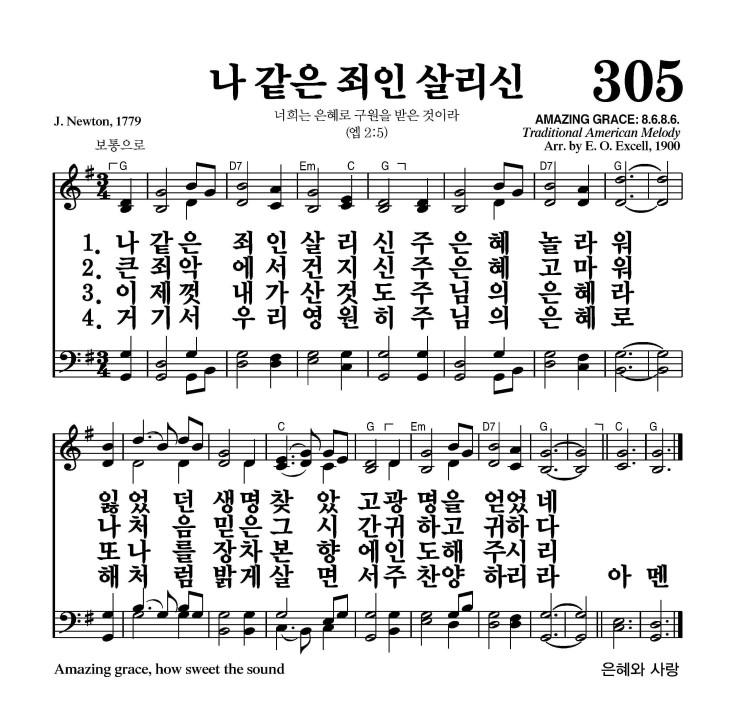 나 같은 죄인 살리신 305
J. Newton, 1779
너희는 은혜로 구원을 받은 것이라
(엡 2:5)
AMAZING GRACE: 8.6.8.6.
Traditional American Melody
Arr. by E. O. Excell, 1900
보통으로
G D7 Em C G D7 G
3 4
1. 나 같은 죄 인 살 리 신 주 은 혜 놀 라 워
2. 큰 죄악 에 서 건 지 신 주 은 혜 고 마 워
3. 이 제껏 내 가 산 것 도 주 님 의 은 혜 라
4. 거 기서 우 리 영 원 히 주 님 의 은 혜 로
3 4
C G Em D7 G C G
잃 었 던 생명 찾 았 고광 명을 얻었 네
나 처 음 믿은 그 시 간귀 하고 귀하 다
또 나 를 장차 본 향 에인 도해 주시 리
해 처 럼 밝게 살 면 서주 찬양 하리 라 아 멘
Amazing grace, how sweet the sound
은혜와 사랑